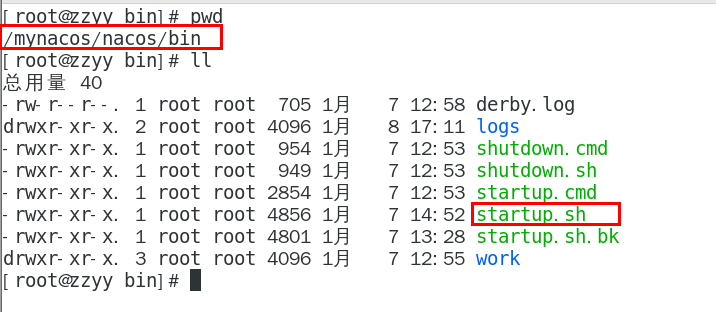 [root@zzyy bin]# pwd
/mynacos/nacos/bin
[root@zzyy bin]# ll
总用量 40
-rw-r--r--. 1 root root 705 1月 7 12:58 derby.log
drwxr-xr-x. 2 root root 4096 1月 8 17:11 logs
-rwxr-xr-x. 1 root root 954 1月 7 12:53 shutdown.cmd
-rwxr-xr-x. 1 root root 949 1月 7 12:53 shutdown.sh
-rwxr-xr-x. 1 root root 2854 1月 7 12:53 startup.cmd
-rwxr-xr-x. 1 root root 4856 1月 7 14:52 startup.sh
-rwxr-xr-x. 1 root root 4801 1月 7 13:28 startup.sh.bk
drwxr-xr-x. 3 root root 4096 1月 7 12:55 work
[root@zzyy bin]#